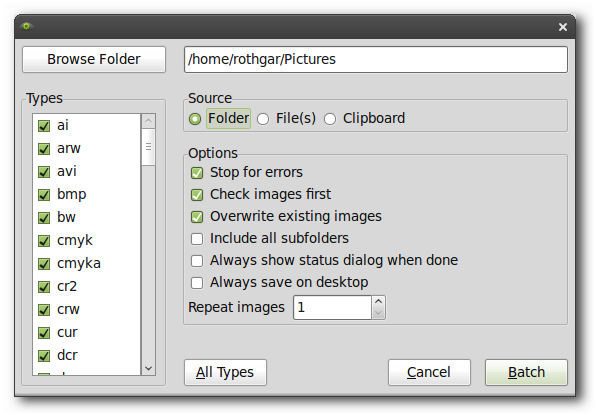 Browse Folder
/home/rothgar/Pictures
Types
ai
arw
avi
bmp
bw
cmyk
cmyka
cr2
crw
cur
dcr
Source
Folder File(s) Clipboard
Options
Stop for errors
Check images first
Overwrite existing images
Include all subfolders
Always show status dialog when done
Always save on desktop
Repeat images 1
All Types
Cancel
Batch